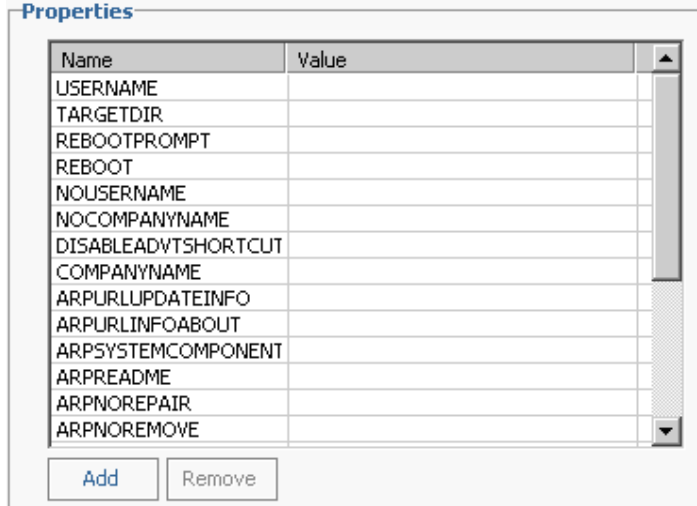 Properties
Name Value
USERNAME
TARGETDIR
REBOOTPROMPT
REBOOT
NOUSERNAME
NOCOMPANYNAME
DISABLEADVTSHORTCUT
COMPANYNAME
ARPURLUPDATEINFO
ARPURLINFOABOUT
ARPSYSTEMCOMPONENT
ARPREADME
ARPNOREPAIR
ARPNOREMOVE
Add Remove